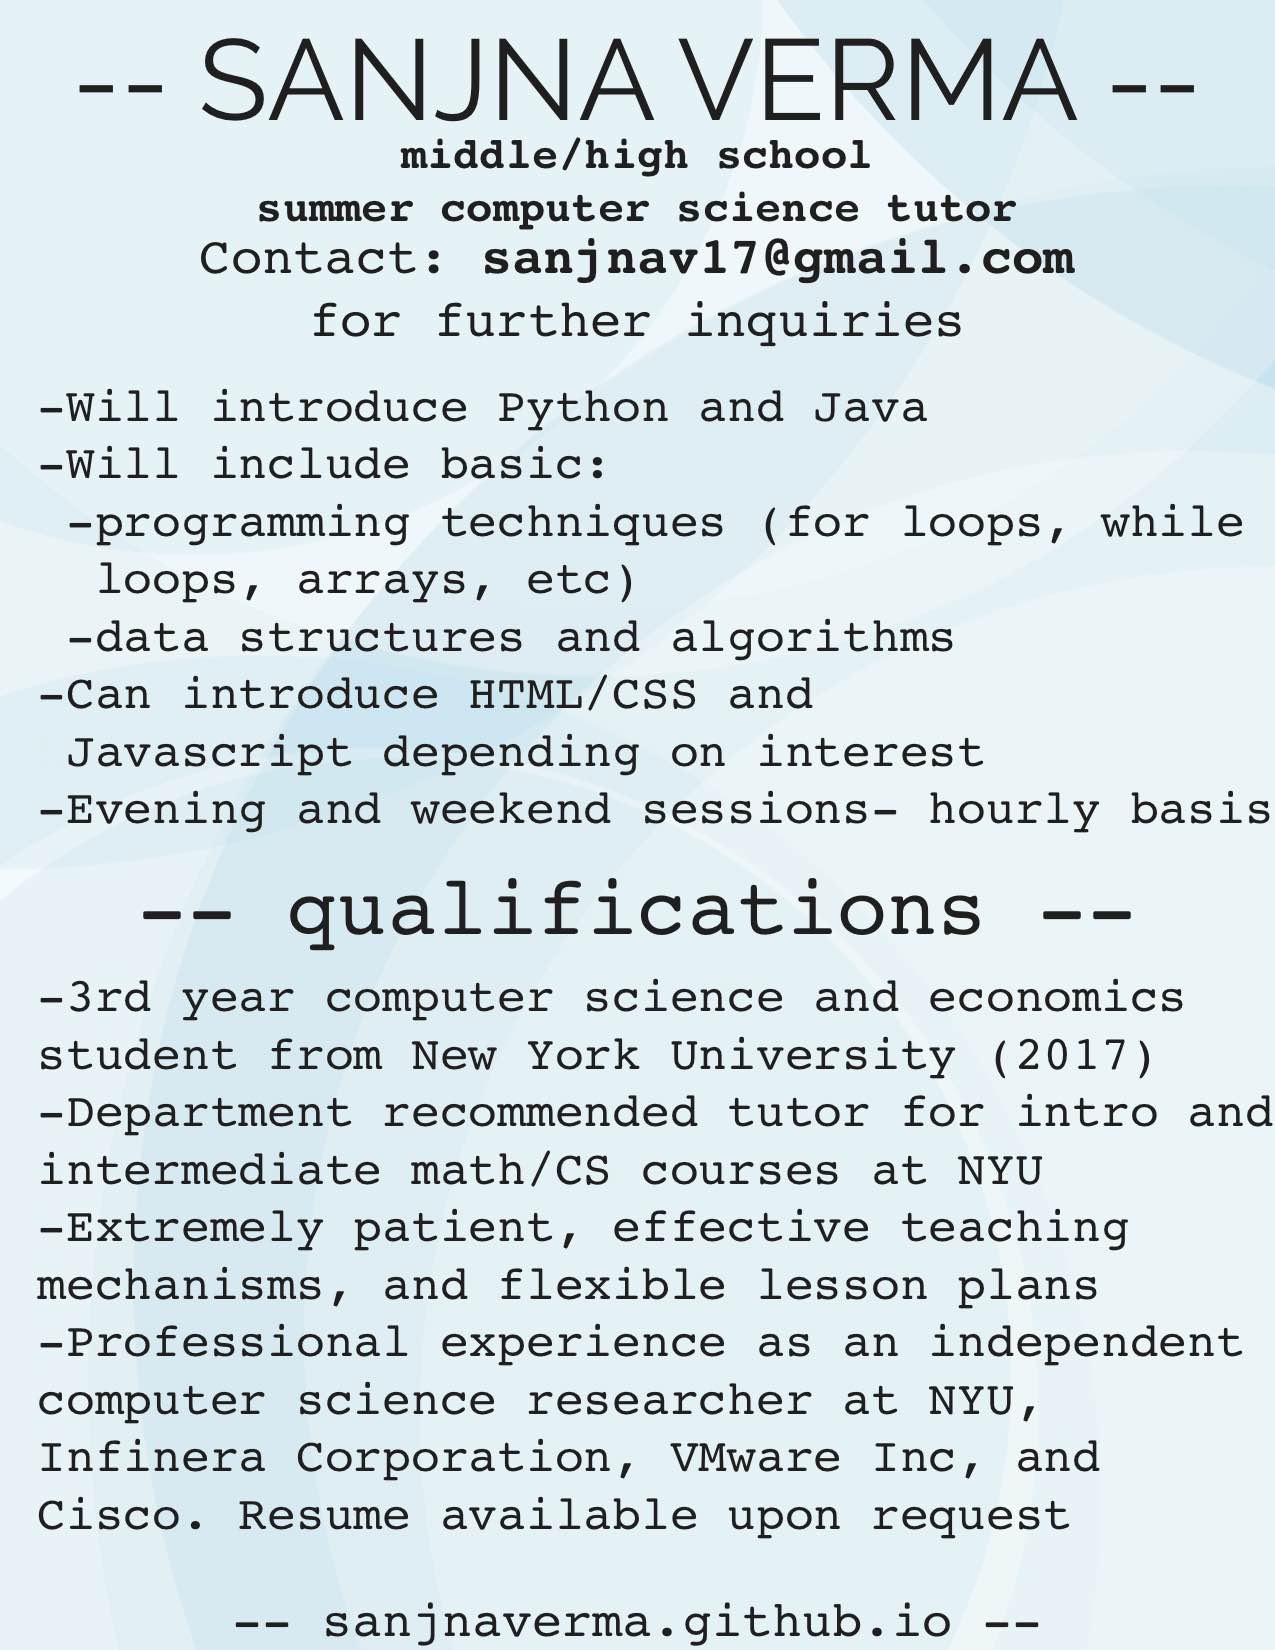 -- SANJNA VERMA --
middle/high school
summer computer science tutor
Contact: sanjnav17@gmail.com
for further inquiries
-Will introduce Python and Java
-Will include basic:
-programming techniques (for loops, while
loops, arrays, etc)
-data structures and algorithms
-Can introduce HTML/CSS and
Javascript depending on interest
-Evening and weekend sessions- hourly basis
-- qualifications --
-3rd year computer science and economics
student from New York University (2017)
-Department recommended tutor for intro and
intermediate math/CS courses at NYU
-Extremely patient, effective teaching
mechanisms, and flexible lesson plans
-Professional experience as an independent
computer science researcher at NYU,
Infinera Corporation, VMware Inc, and
Cisco. Resume available upon request
-- sanjnaverma.github.io --